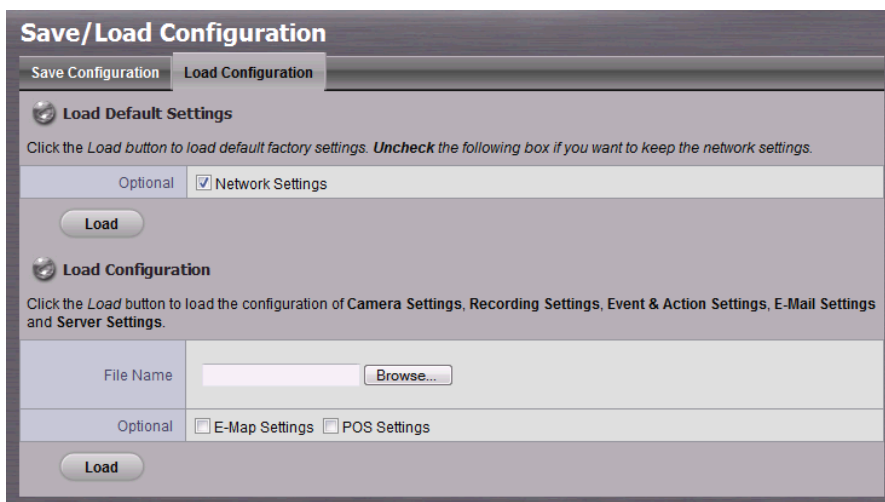 Save/Load Configuration
Save Configuration
Load Configuration
Load Default Settings
Click the Load button to load default factory settings. Uncheck the following box if you want to keep the network settings.
Optional
Network Settings
Load
Load Configuration
Click the Load button to load the configuration of Camera Settings, Recording Settings, Event & Action Settings, E-Mail Settings
and Server Settings.
File Name
Browse...
Optional
E-Map Settings
POS Settings
Load